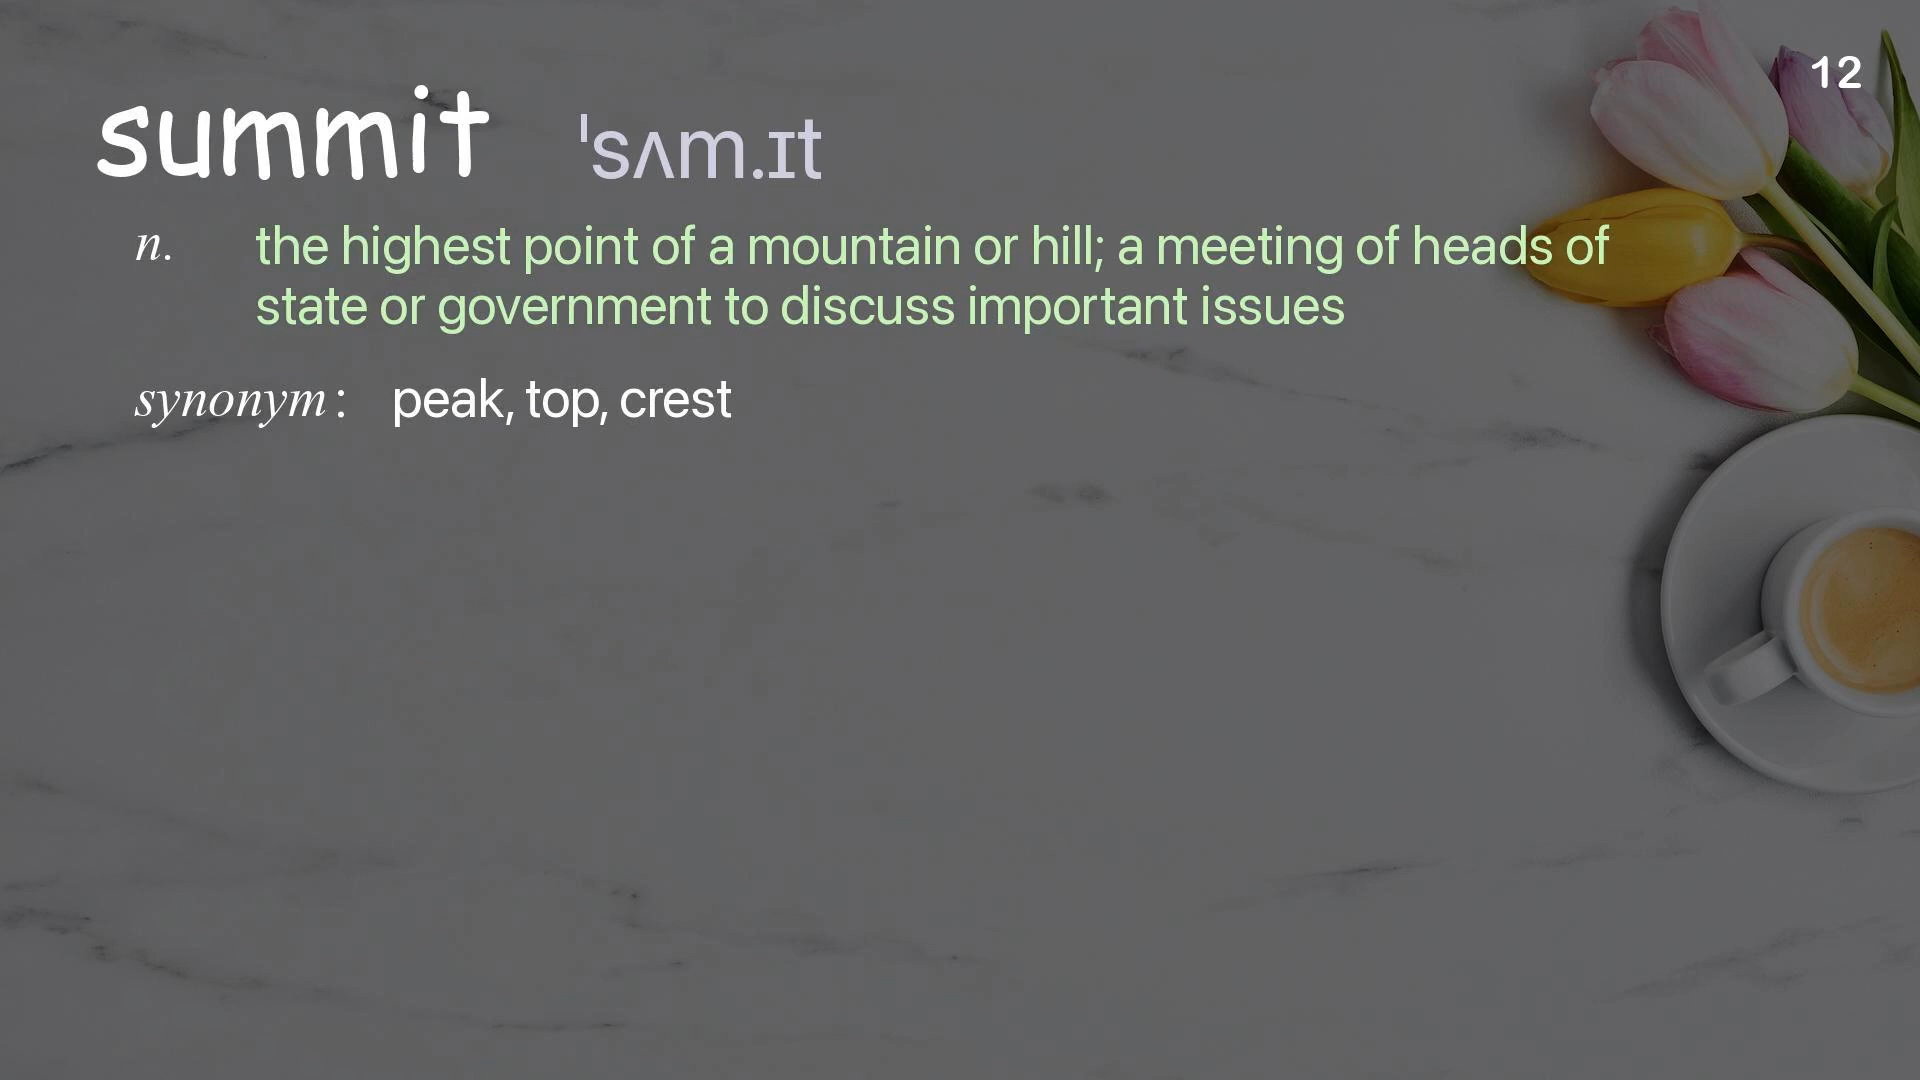 12
summit ˈsʌm.ɪt
n. the highest point of a mountain or hill; a meeting of heads of
state or government to discuss important issues
synonym: peak, top, crest